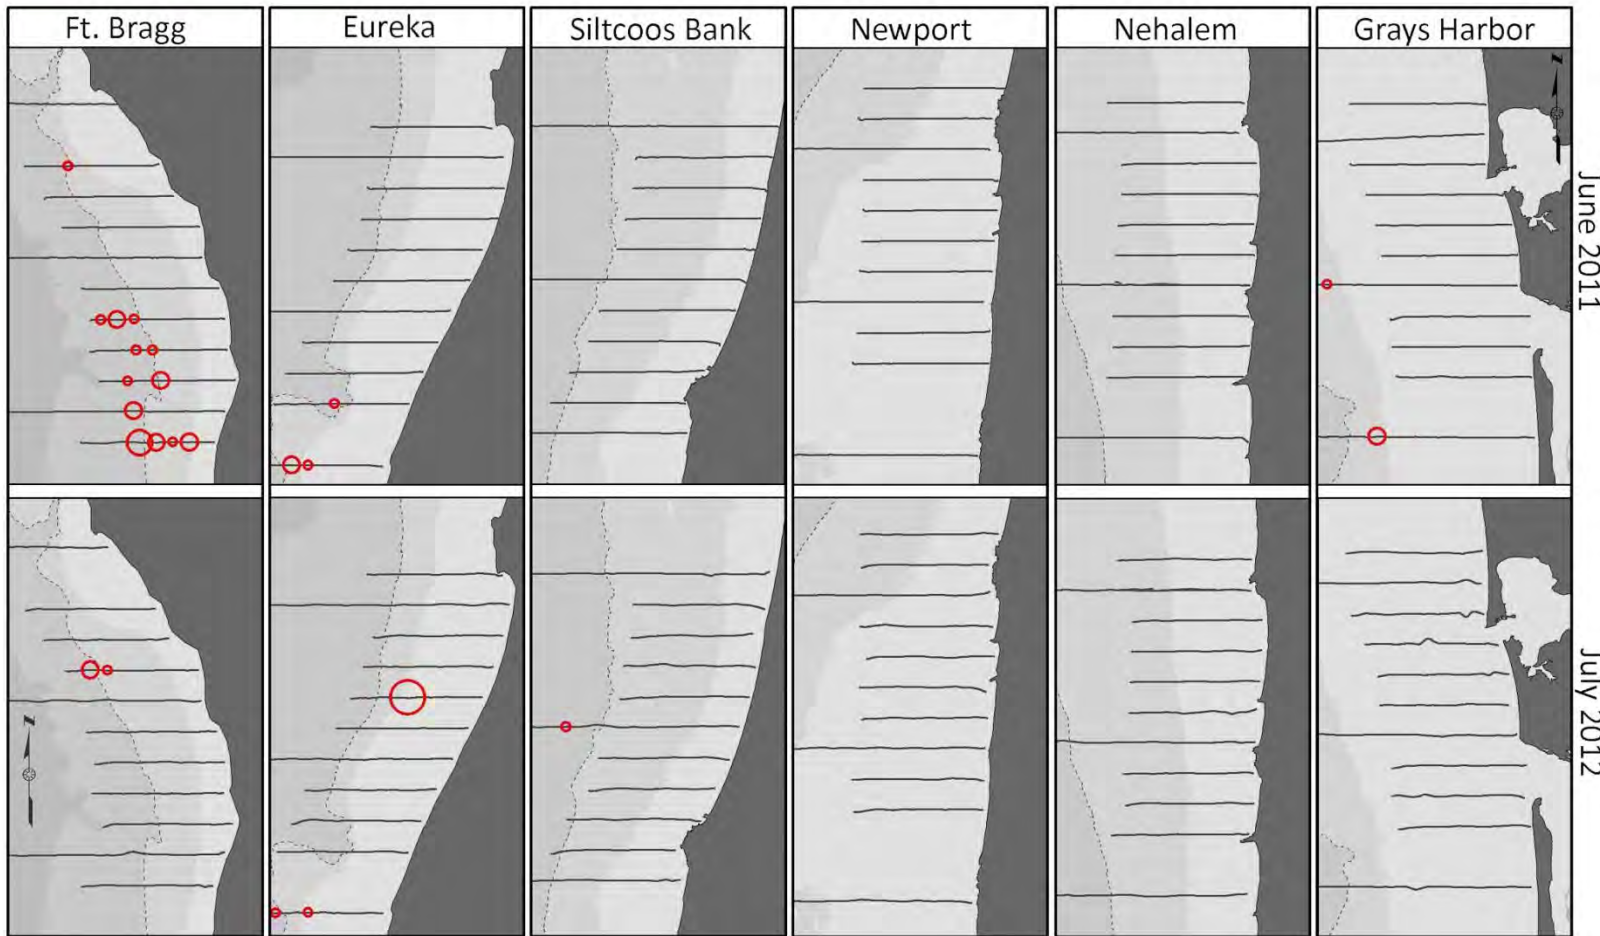 Ft. Bragg
Eureka
Siltcoos Bank
Newport
Nehalem
Grays Harbor
N
June 2011
N
July 2012